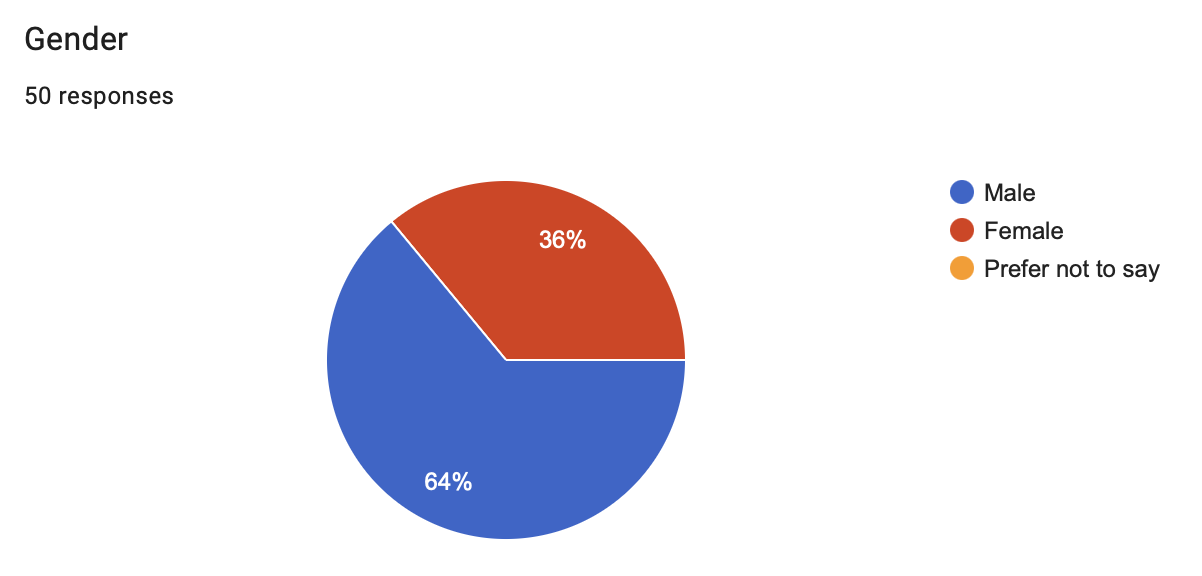 Gender
50 responses
Male
Female
Prefer not to say
36%
64%